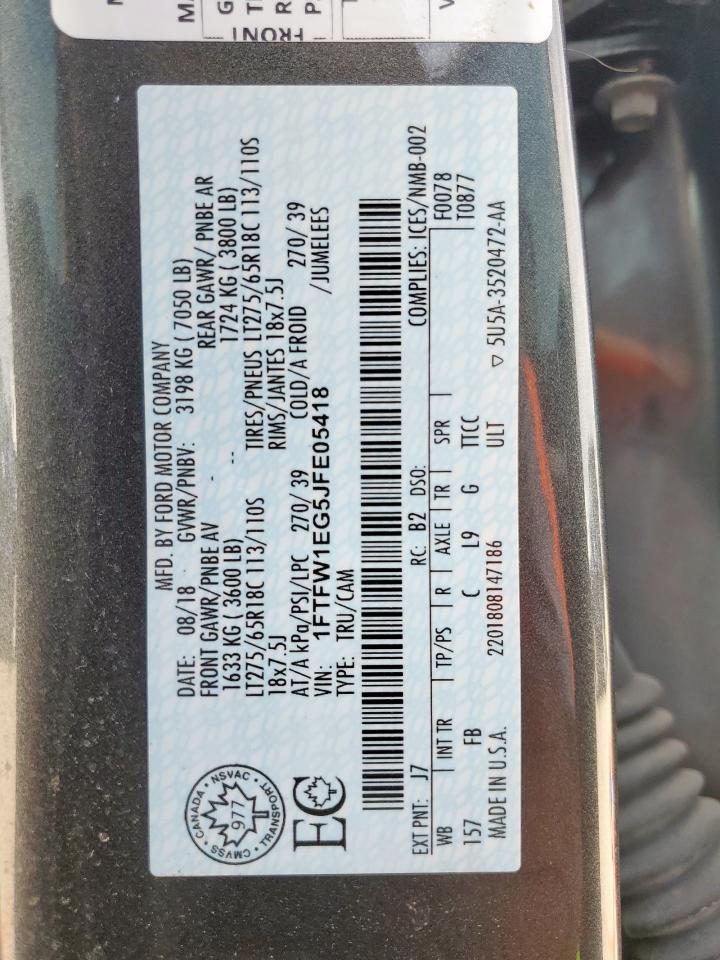 MFD. BY FORD MOTOR COMPANY
DATE: 08/18 GVWR/PNBV: 3198 KG ( 7050 LB)
FRONT GAWR/PNBE AV REAR GAWR/ PNBE AR
1633 KG ( 3600 LB) -- 1724 KG ( 3800 LB)
LT275/65R18C 113/110S -- TIRES/PNEUS LT275/65R18C 113/110S
18x7.5J RIMS/JANTES 18x7.5J
AT/A kPa/PSI/LPC 270/ 39 COLD/A FROID 270/ 39
VIN: 1FTFW1EG5JFE05418 /JUMELEES
TYPE: TRU/CAM
EXT PNT: J7 RC: B2 DSO: COMPLIES: ICES/NMB-002
WB INT TR TP/PS R AXLE TR SPR F0078
T0877
157 FB C L9 G TTCC
MADE IN U.S.A. 2201808147186 ULT ▽ 5U5A-3520472-AA
CANADA • NSVAC • TRANSPORT • CMVSS
977
EC